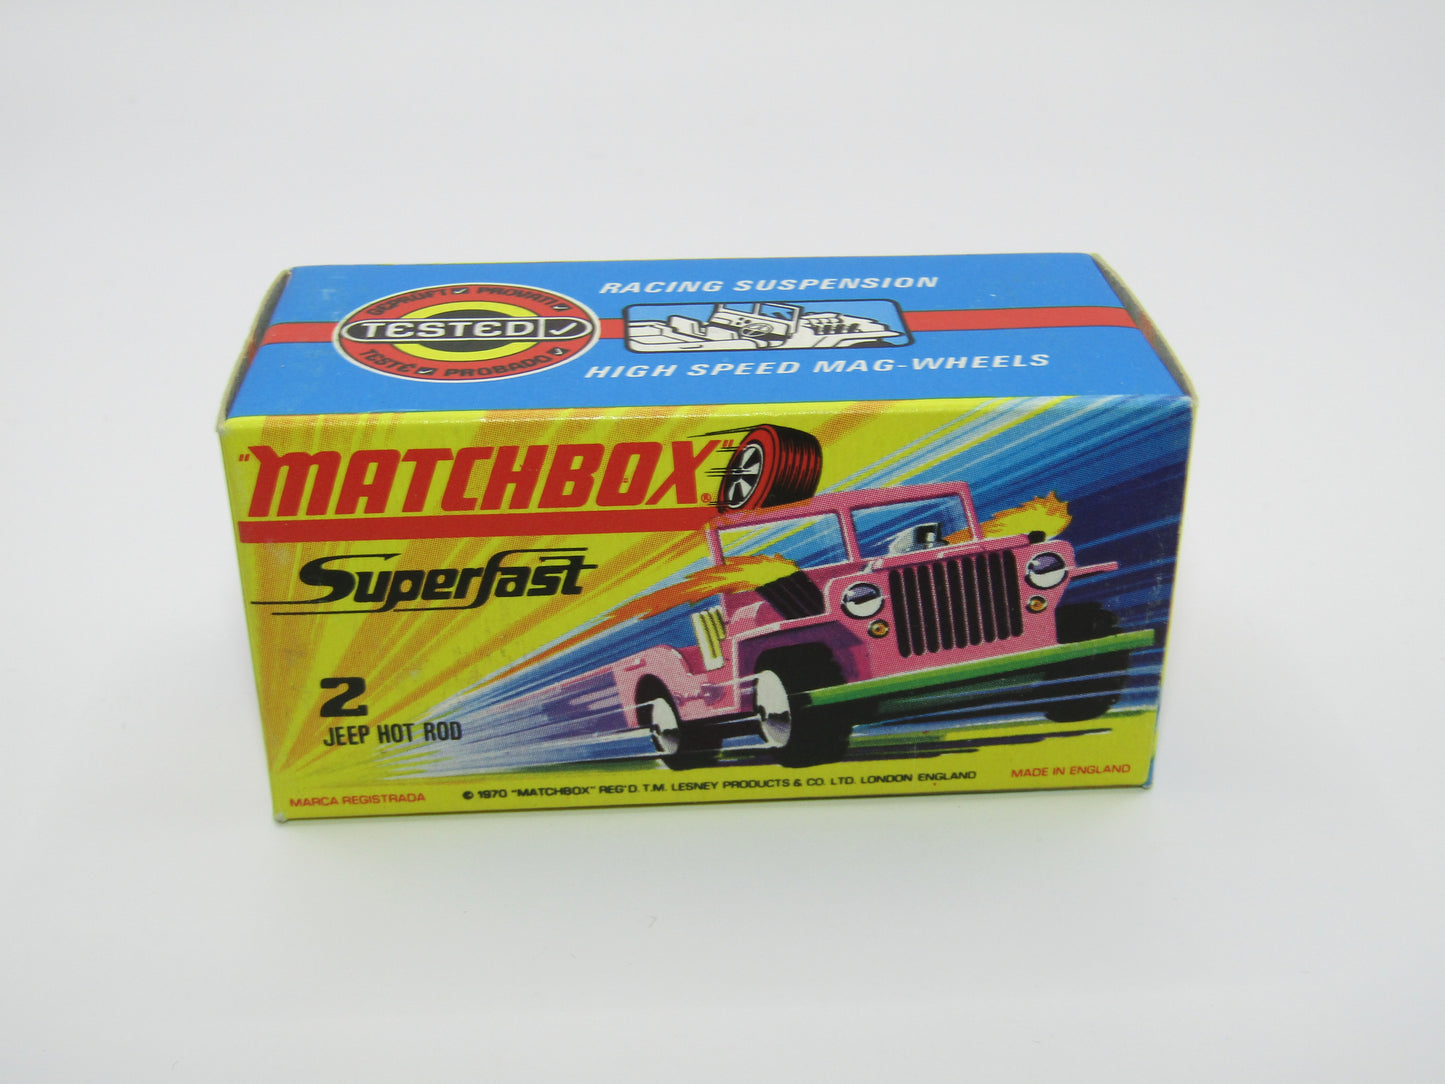 GEPRÜFT PROUVATI
TESTED
TESTÉ PROBADO
RACING SUSPENSION
HIGH SPEED MAG-WHEELS
"MATCHBOX"®
Superfast
2
JEEP HOT ROD
MARCA REGISTRADA
© 1970 "MATCHBOX" REG'D. T.M. LESNEY PRODUCTS & CO. LTD. LONDON ENGLAND
MADE IN ENGLAND